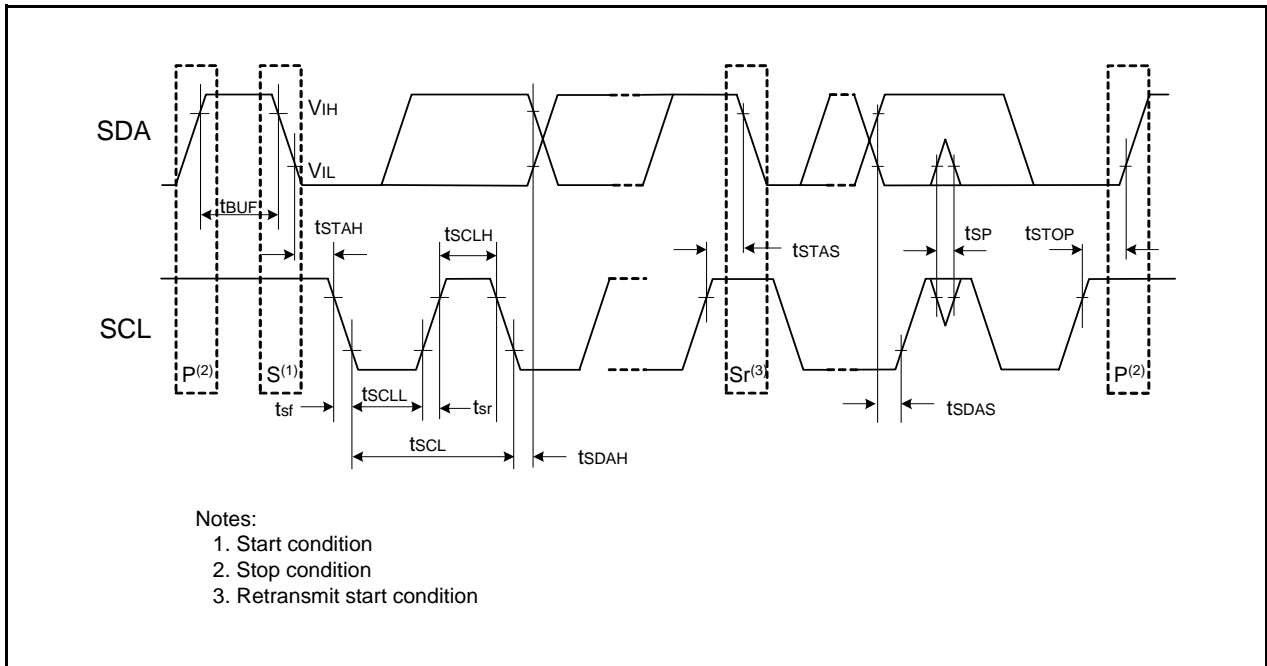 SDA
VIH
VIL
tBUF
tSTAH
tSCLH
tSTAS
tSP
tSTOP
SCL
P(2)
S(1)
Sr(3)
P(2)
tsf
tSCLL
tsr
tSDAS
tSCL
tSDAH
Notes:
1. Start condition
2. Stop condition
3. Retransmit start condition